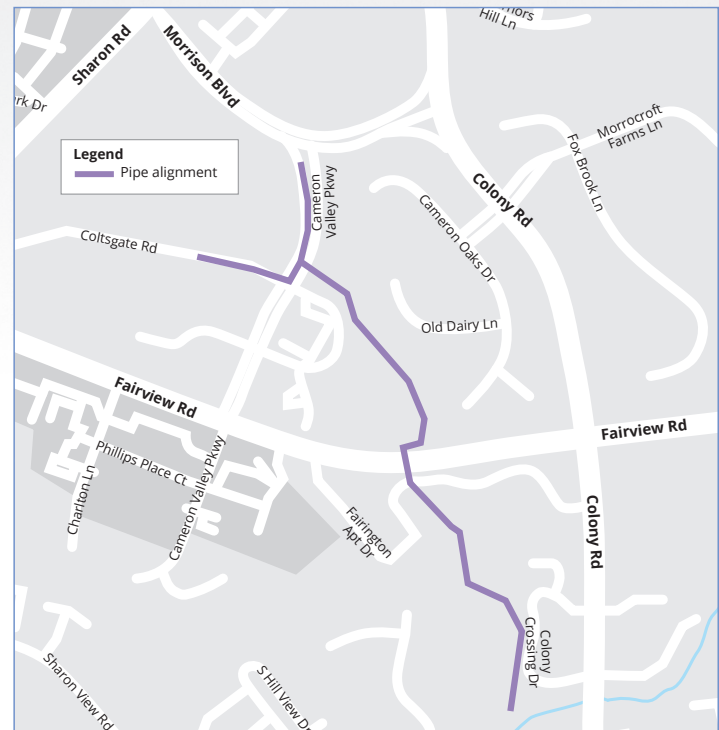 Hill Ln
Sharon Rd
Morrison Blvd
Dr
Legend
Pipe alignment
Cameron
Valley Pkwy
Morrocroft
Farms Ln
Fox Brook Ln
Colony Rd
Cameron Oaks Dr
Coltsgate Rd
Old Dairy Ln
Fairview Rd
Fairview Rd
Phillips Place Ct
Charlton Ln
Cameron Valley Pkwy
Fairington
Apt Dr
Colony Rd
Colony
Crossing Dr
Sharon View Rd
S Hill View Dr